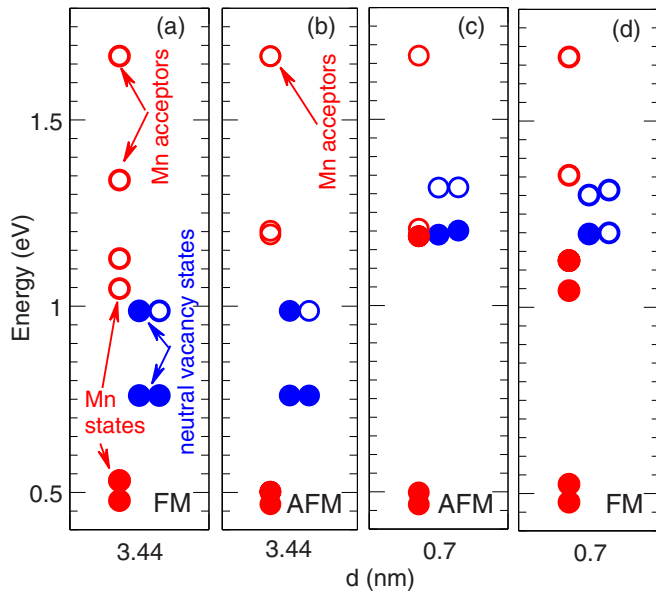 (a)
(b)
(c)
(d)
Mn acceptors
Mn acceptors
neutral vacancy states
Mn
states
FM
AFM
AFM
FM
1.5
1
0.5
Energy (eV)
3.44
3.44
0.7
0.7
d (nm)